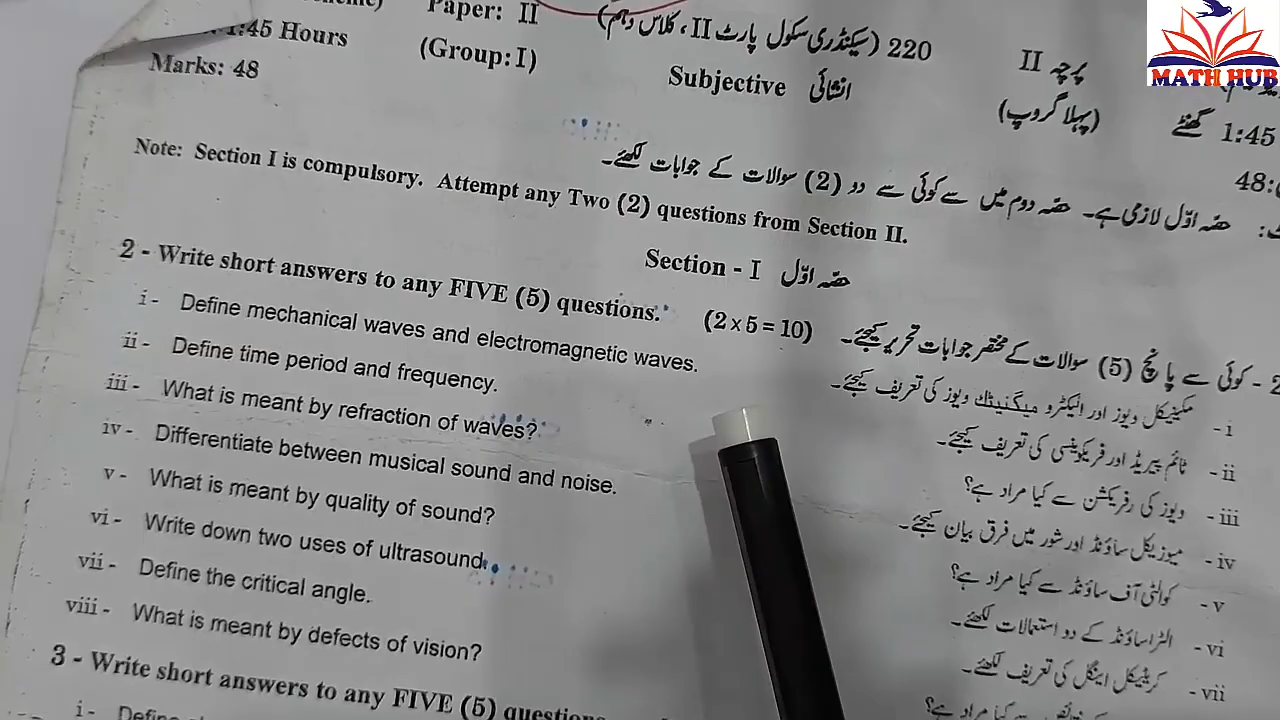 Paper: II
220 (سیکنڈری سکول پارٹ II، کلاس دہم)
پرچہ II
MATH HUB
1:45 Hours
(Group: I)
Subjective انشائی
(پہلا گروپ)
1:45 گھنٹے
Marks: 48
48:
Note: Section I is compulsory. Attempt any Two (2) questions from Section II.
حصہ اوّل لازمی ہے۔ حصہ دوم میں سے کوئی سے دو (2) سوالات کے جوابات لکھئے۔
Section - I حصہ اوّل
2 - Write short answers to any FIVE (5) questions. (2 x 5 = 10)
2 - کوئی سے پانچ (5) سوالات کے مختصر جوابات تحریر کیجئے۔
i - Define mechanical waves and electromagnetic waves.
i - مکینیکل ویوز اور الیکٹرو میگنیٹک ویوز کی تعریف کیجئے۔
ii - Define time period and frequency.
ii - ٹائم پیریڈ اور فریکوینسی کی تعریف کیجئے۔
iii - What is meant by refraction of waves?
iii - ویوز کی رفریکشن سے کیا مراد ہے؟
iv - Differentiate between musical sound and noise.
iv - میوزیکل ساؤنڈ اور شور میں فرق بیان کیجئے۔
v - What is meant by quality of sound?
v - کوالٹی آف ساؤنڈ سے کیا مراد ہے؟
vi - Write down two uses of ultrasound.
vi - الٹراساؤنڈ کے دو استعمالات لکھئے۔
vii - Define the critical angle.
vii - کریٹیکل اینگل کی تعریف لکھئے۔
viii - What is meant by defects of vision?
سے کیا مراد ہے؟
3 - Write short answers to any FIVE (5) questions
i -